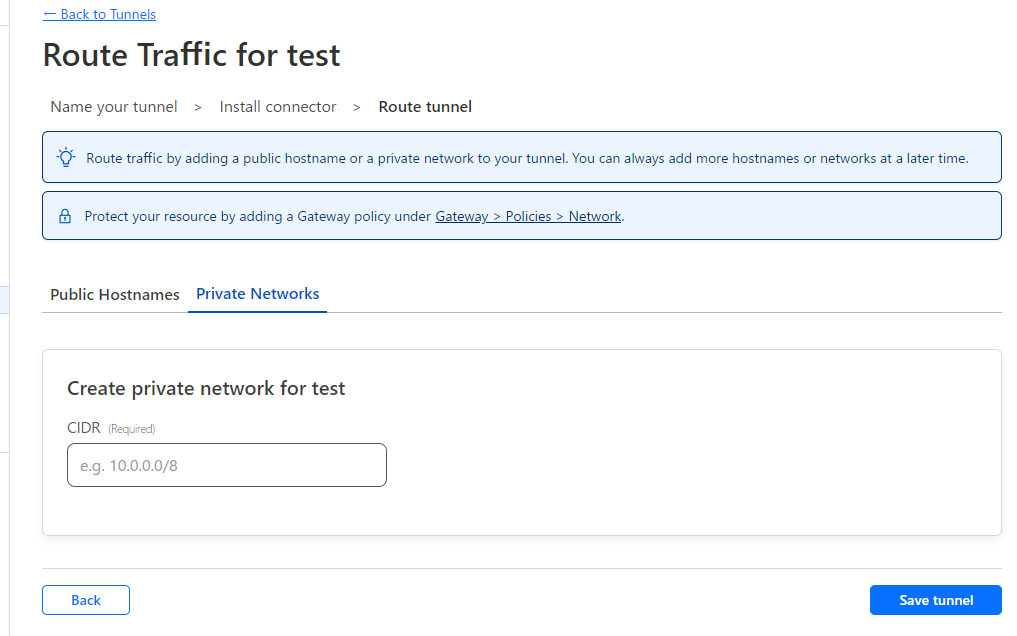 ← Back to Tunnels
Route Traffic for test
Name your tunnel > Install connector > Route tunnel
Route traffic by adding a public hostname or a private network to your tunnel. You can always add more hostnames or networks at a later time.
Protect your resource by adding a Gateway policy under Gateway > Policies > Network.
Public Hostnames Private Networks
Create private network for test
CIDR (Required)
e.g. 10.0.0.0/8
Back Save tunnel